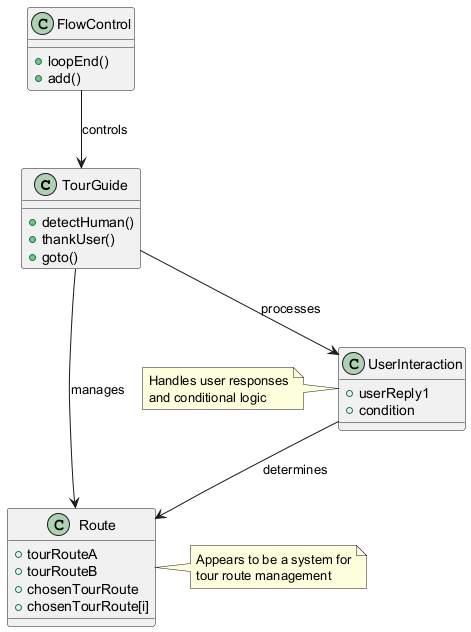 C FlowControl
loopEnd()
add()
controls
C TourGuide
detectHuman()
thankUser()
goto()
processes
C UserInteraction
userReply1
condition
Handles user responses
and conditional logic
manages
determines
C Route
tourRouteA
tourRouteB
chosenTourRoute
chosenTourRoute[i]
Appears to be a system for
tour route management